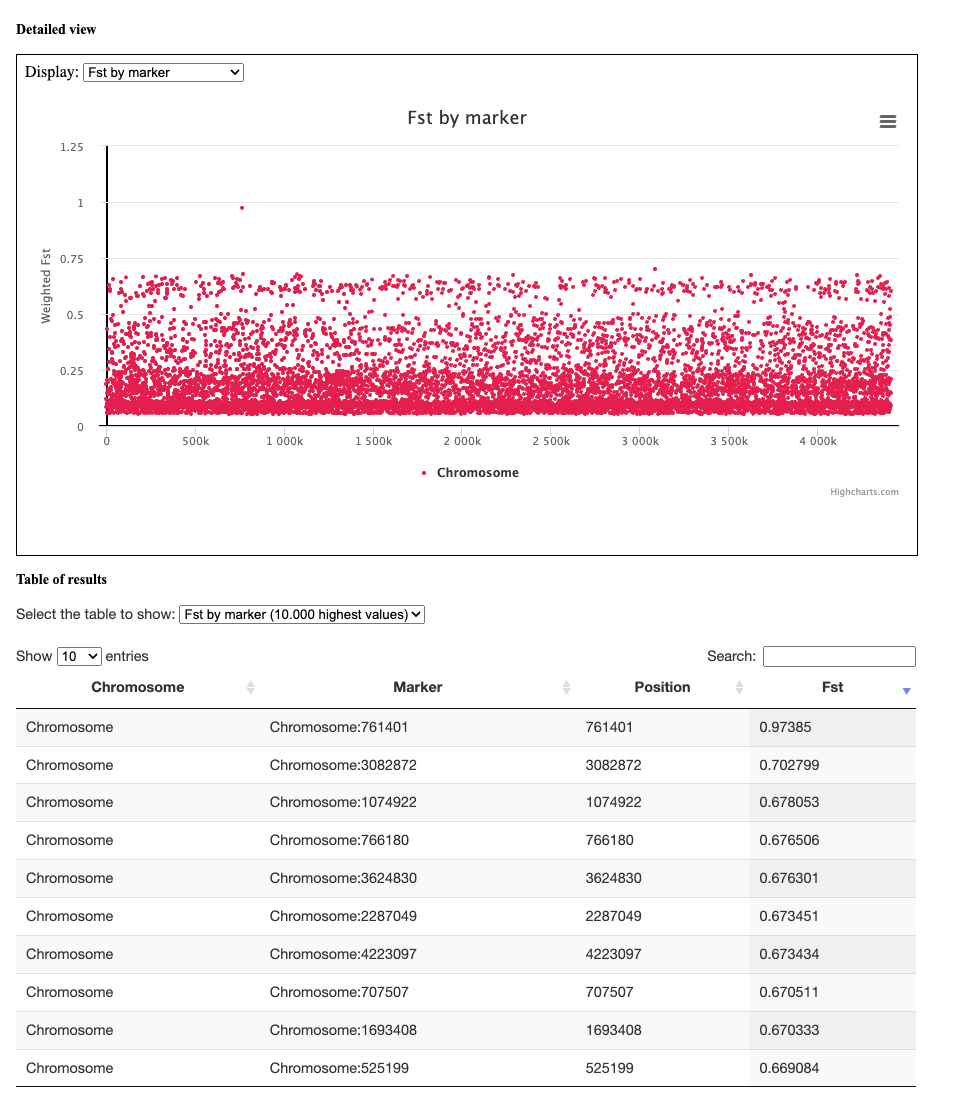 Detailed view
Display: Fst by marker
Fst by marker
1.25
1
0.75
0.5
0.25
0
Weighted Fst
0 500k 1 000k 1 500k 2 000k 2 500k 3 000k 3 500k 4 000k
Chromosome
Highcharts.com
Table of results
Select the table to show: Fst by marker (10.000 highest values)
Show 10 entries Search:
Chromosome Marker Position Fst
Chromosome Chromosome:761401 761401 0.97385
Chromosome Chromosome:3082872 3082872 0.702799
Chromosome Chromosome:1074922 1074922 0.678053
Chromosome Chromosome:766180 766180 0.676506
Chromosome Chromosome:3624830 3624830 0.676301
Chromosome Chromosome:2287049 2287049 0.673451
Chromosome Chromosome:4223097 4223097 0.673434
Chromosome Chromosome:707507 707507 0.670511
Chromosome Chromosome:1693408 1693408 0.670333
Chromosome Chromosome:525199 525199 0.669084